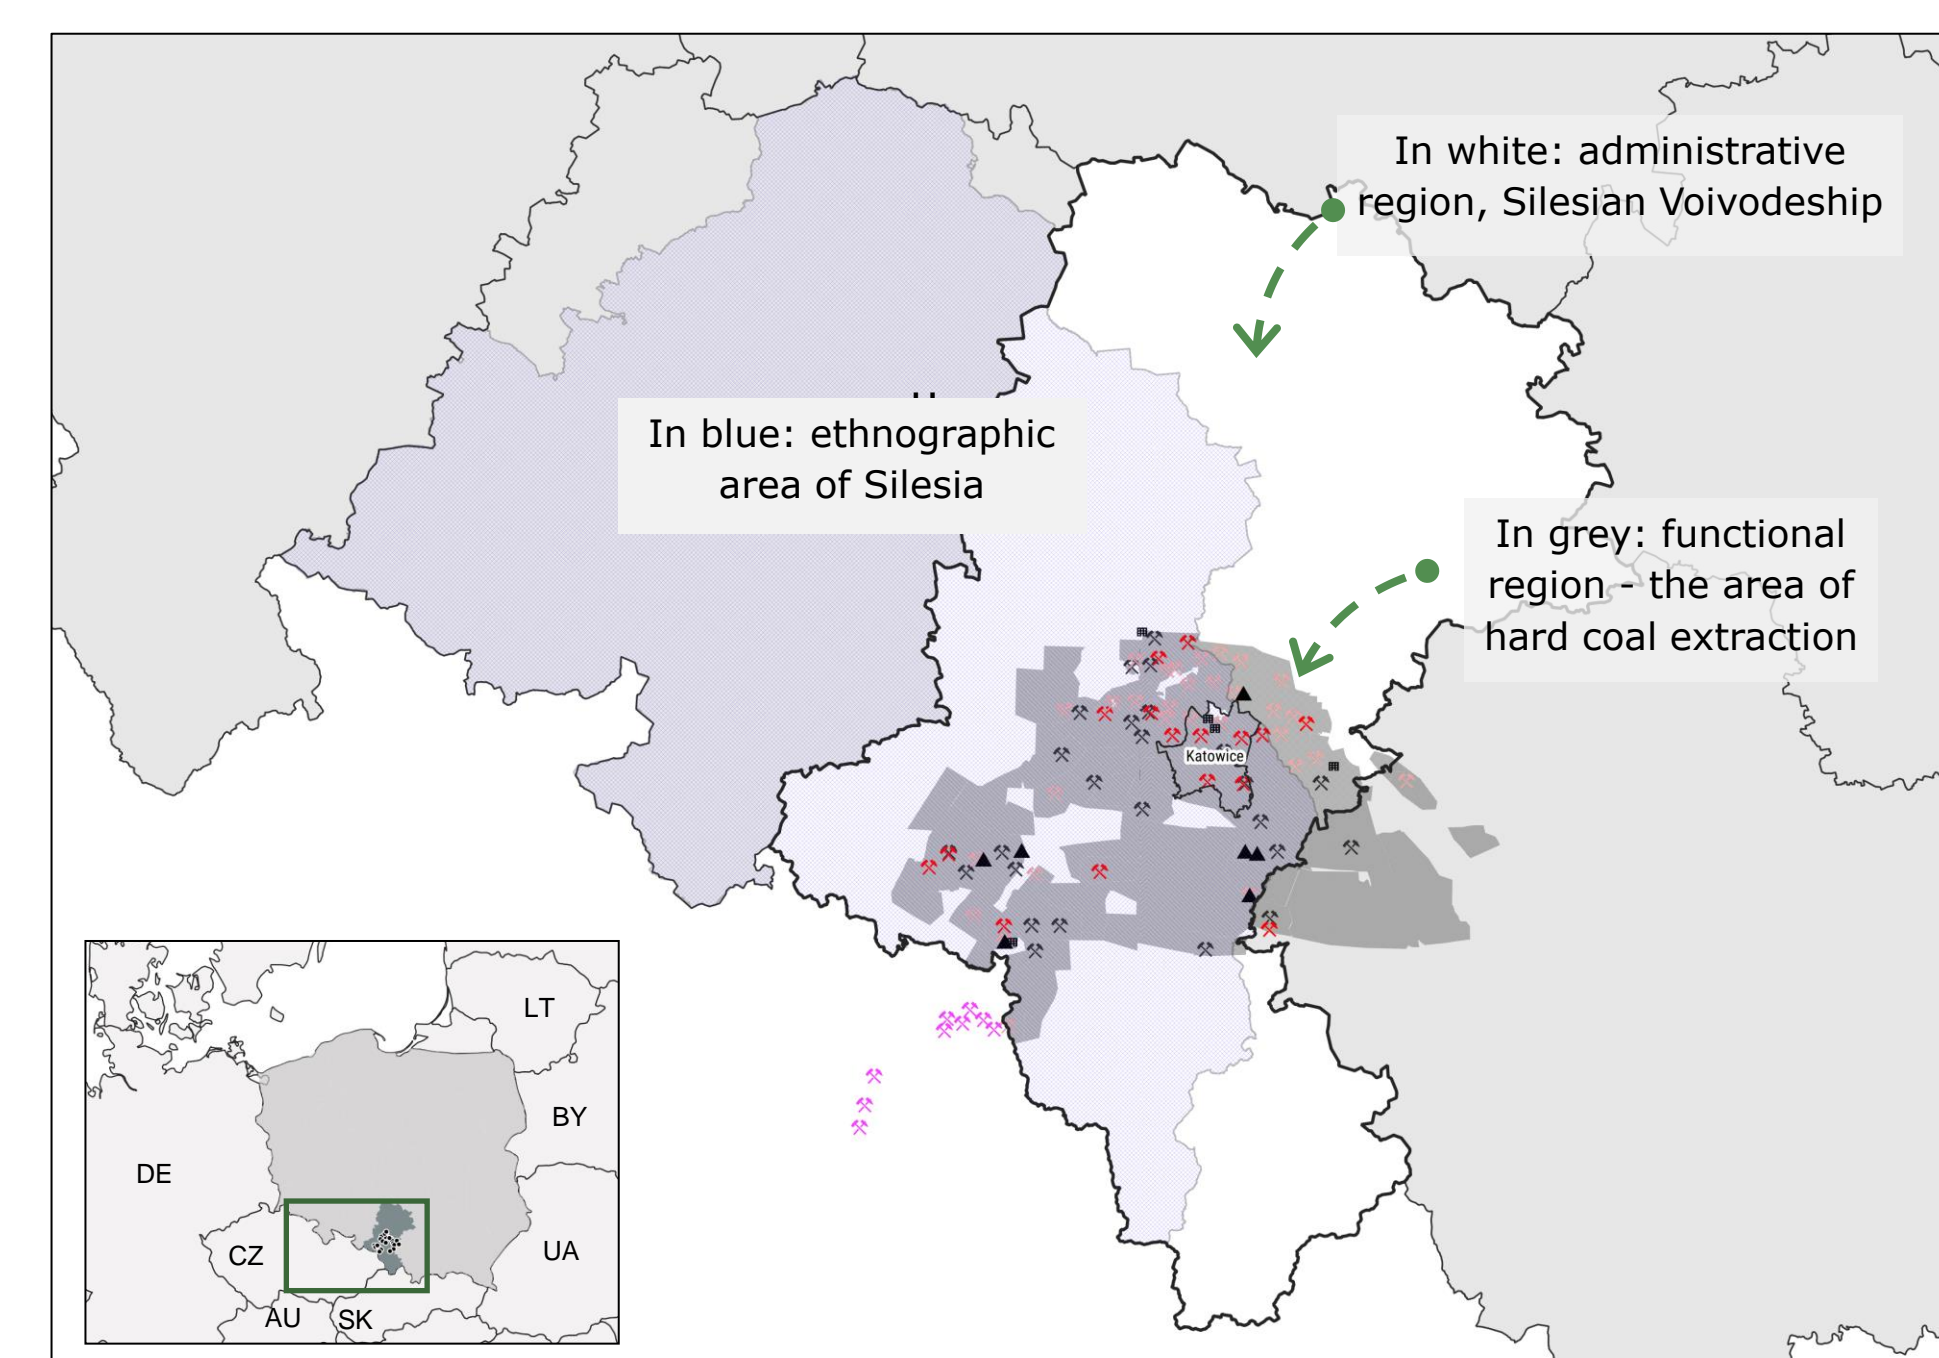 In white: administrative
region, Silesian Voivodeship
In blue: ethnographic
area of Silesia
In grey: functional
region - the area of
hard coal extraction
Katowice
LT
BY
DE
UA
CZ
AU
SK